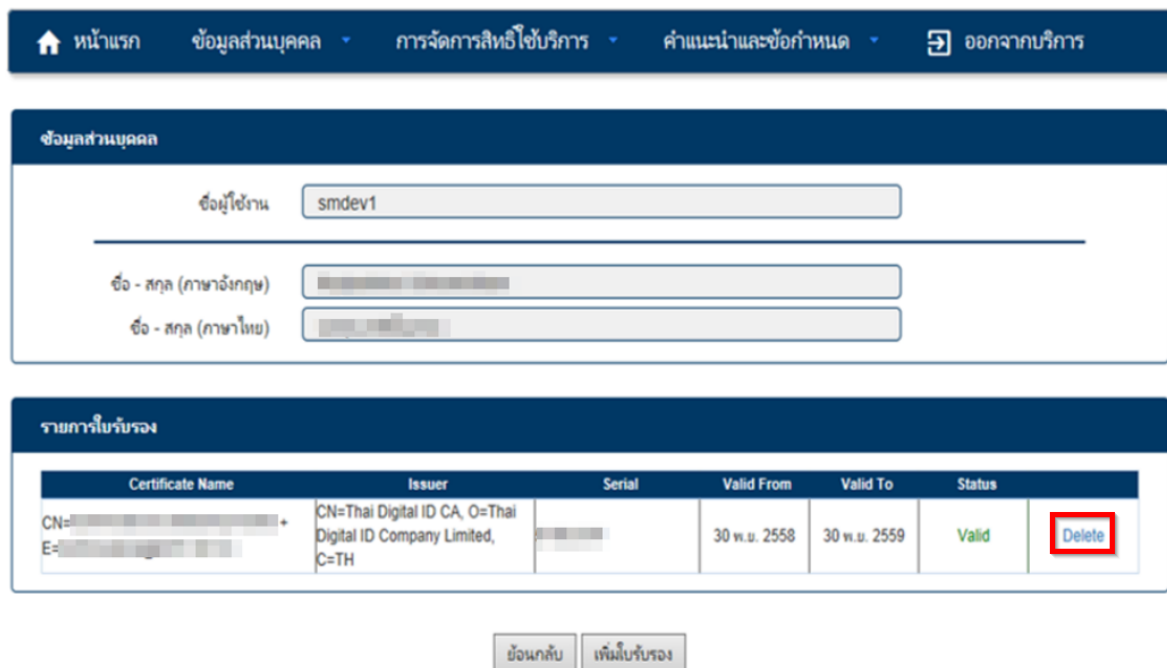 หน้าแรก ข้อมูลส่วนบุคคล การจัดการสิทธิ์ใช้บริการ คำแนะนำและข้อกำหนด ออกจากบริการ
ข้อมูลส่วนบุคคล
ชื่อผู้ใช้งาน smdev1
ชื่อ - สกุล (ภาษาอังกฤษ)
ชื่อ - สกุล (ภาษาไทย)
รายการใบรับรอง
Certificate Name Issuer Serial Valid From Valid To Status
CN= + CN=Thai Digital ID CA, O=Thai
E= Digital ID Company Limited, 30 พ.ย. 2558 30 พ.ย. 2559 Valid Delete
C=TH
ย้อนกลับ เพิ่มใบรับรอง